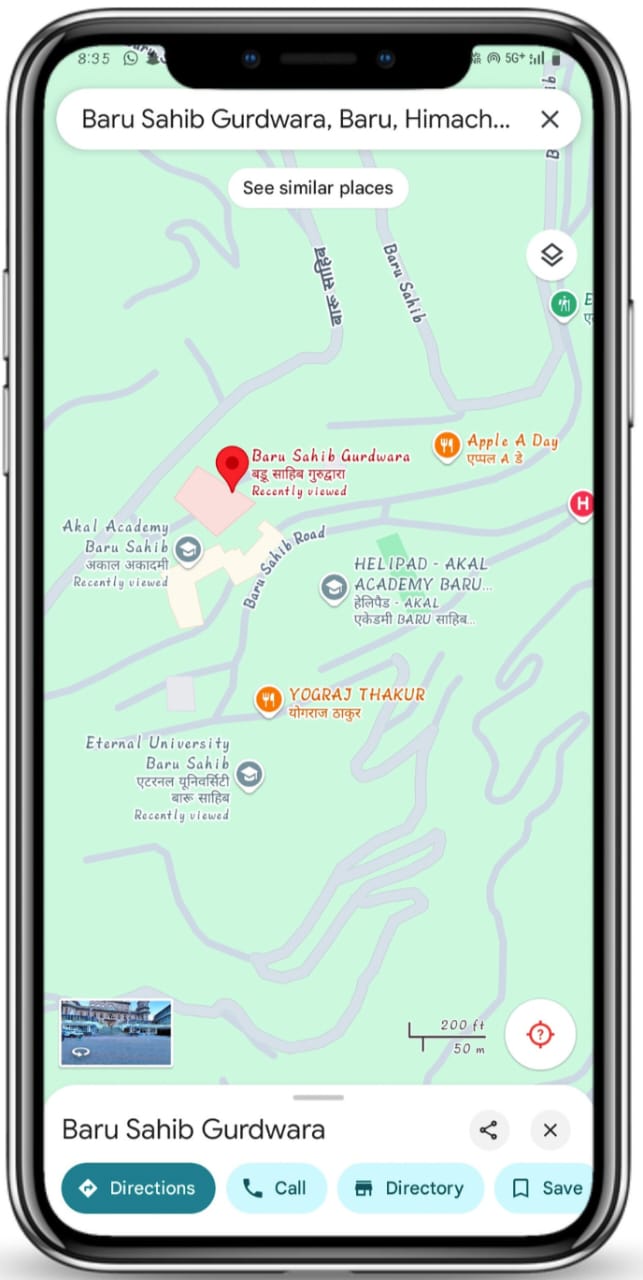 8:35
5G+
Baru Sahib Gurdwara, Baru, Himach...
See similar places
बारू साहिब
Baru Sahib
Apple A Day
एप्पल A डे
Baru Sahib Gurdwara
बडू साहिब गुरुद्वारा
Recently viewed
H
Akal Academy
Baru Sahib
अकाल अकादमी
Recently viewed
Baru Sahib Road
HELIPAD - AKAL
ACADEMY BARU...
हेलिपैड - AKAL
एकेडमी BARU साहिब...
YOGRAJ THAKUR
योगराज ठाकुर
Eternal University
Baru Sahib
एटरनल यूनिवर्सिटी
बारू साहिब
Recently viewed
200 ft
50 m
Baru Sahib Gurdwara
Directions
Call
Directory
Save